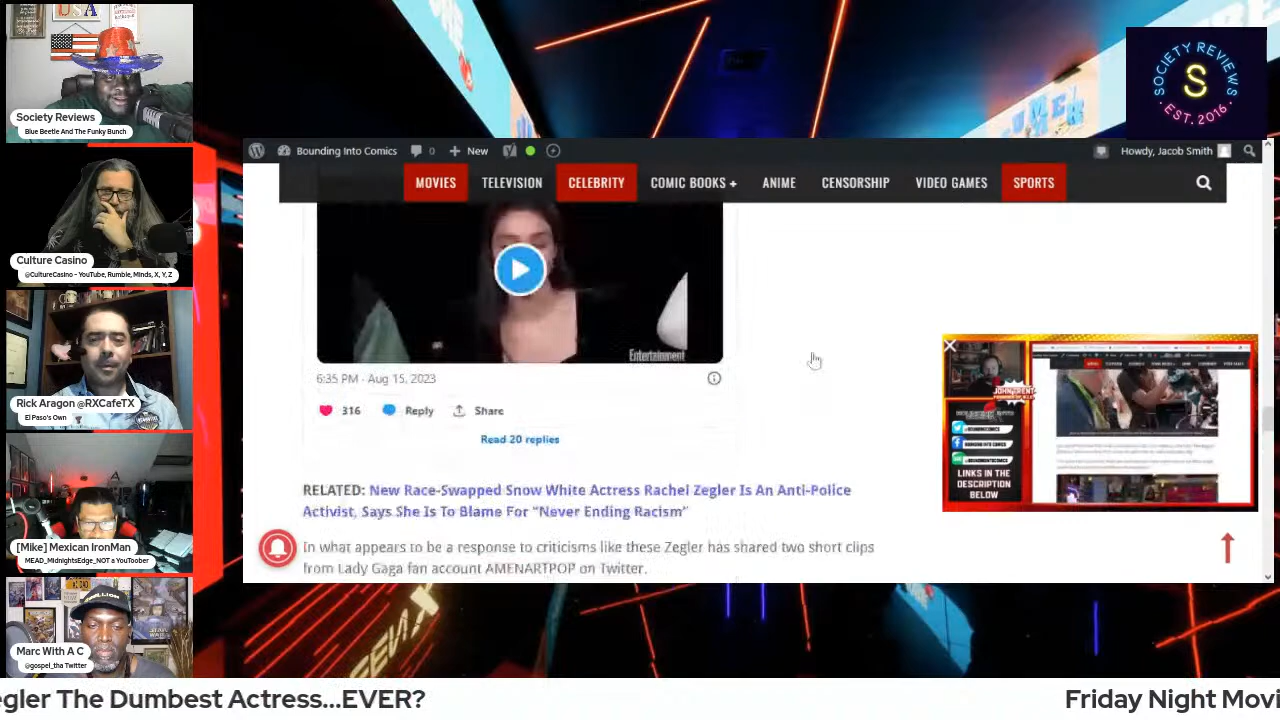 USA
Society Reviews
Blue Beetle And The Funky Bunch
Culture Casino
@CultureCasino - YouTube, Rumble, Minds, X, Y, Z
Rick Aragon @RXCafeTX
El Paso's Own
[Mike] Mexican IronMan
MEAD_MidnightsEdge_NOT a YouToober
Marc With A C
@gospel_tha Twitter
SOCIETY REVIEWS
S
EST. 2016
Bounding Into Comics
0
New
Howdy, Jacob Smith
MOVIES
TELEVISION
CELEBRITY
COMIC BOOKS +
ANIME
CENSORSHIP
VIDEO GAMES
SPORTS
Entertainment
6:35 PM · Aug 15, 2023
316
Reply
Share
Read 20 replies
RELATED: New Race-Swapped Snow White Actress Rachel Zegler Is An Anti-Police
Activist, Says She Is To Blame For “Never Ending Racism”
In what appears to be a response to criticisms like these Zegler has shared two short clips
from Lady Gaga fan account AMENARTPOP on Twitter.
LINKS IN THE
DESCRIPTION
BELOW
egler The Dumbest Actress...EVER?
Friday Night Movi